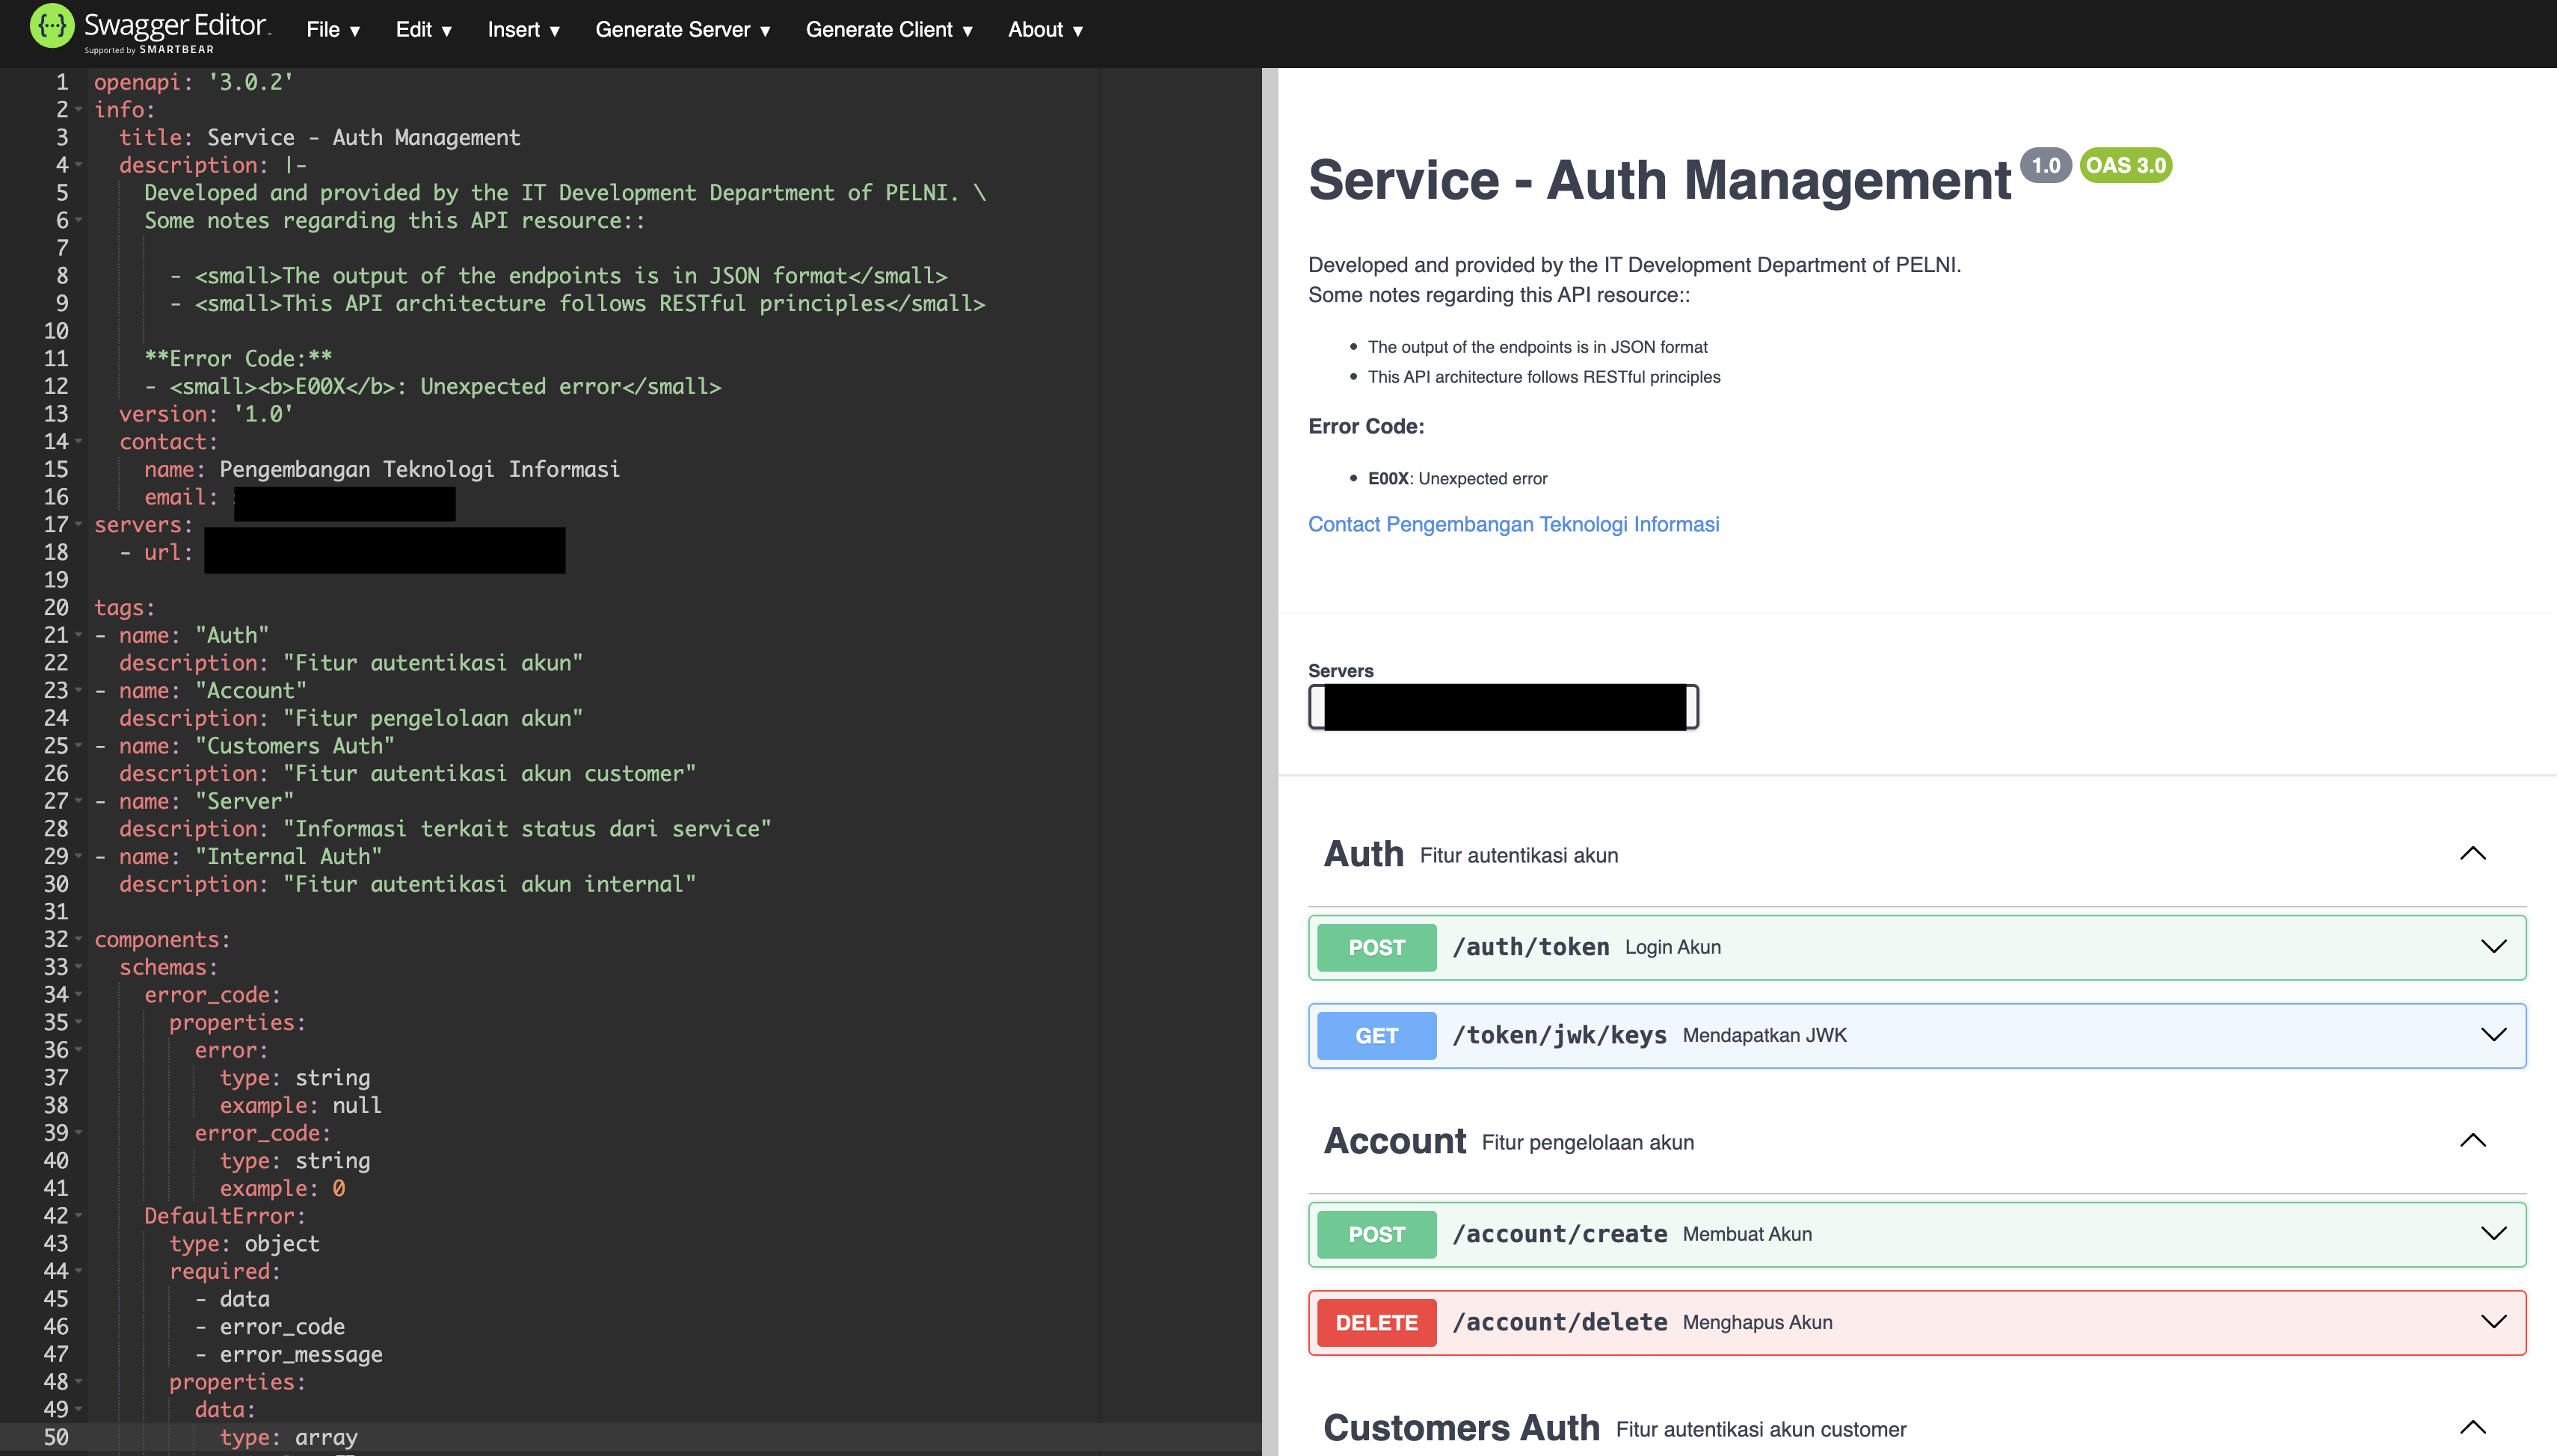 Swagger Editor
Supported by SMARTBEAR
File ▾
Edit ▾
Insert ▾
Generate Server ▾
Generate Client ▾
About ▾
1 openapi: '3.0.2'
2 info:
3 title: Service - Auth Management
4 description: |-
5 Developed and provided by the IT Development Department of PELNI. \
6 Some notes regarding this API resource::
7
8 - <small>The output of the endpoints is in JSON format</small>
9 - <small>This API architecture follows RESTful principles</small>
10
11 **Error Code:**
12 - <small><b>E00X</b>: Unexpected error</small>
13 version: '1.0'
14 contact:
15 name: Pengembangan Teknologi Informasi
16 email:
17 servers:
18 - url:
19
20 tags:
21 - name: "Auth"
22 description: "Fitur autentikasi akun"
23 - name: "Account"
24 description: "Fitur pengelolaan akun"
25 - name: "Customers Auth"
26 description: "Fitur autentikasi akun customer"
27 - name: "Server"
28 description: "Informasi terkait status dari service"
29 - name: "Internal Auth"
30 description: "Fitur autentikasi akun internal"
31
32 components:
33 schemas:
34 error_code:
35 properties:
36 error:
37 type: string
38 example: null
39 error_code:
40 type: string
41 example: 0
42 DefaultError:
43 type: object
44 required:
45 - data
46 - error_code
47 - error_message
48 properties:
49 data:
50 type: array
Service - Auth Management 1.0 OAS 3.0
Developed and provided by the IT Development Department of PELNI.
Some notes regarding this API resource::
• The output of the endpoints is in JSON format
• This API architecture follows RESTful principles
Error Code:
• E00X: Unexpected error
Contact Pengembangan Teknologi Informasi
Servers
Auth Fitur autentikasi akun
POST /auth/token Login Akun
GET /token/jwk/keys Mendapatkan JWK
Account Fitur pengelolaan akun
POST /account/create Membuat Akun
DELETE /account/delete Menghapus Akun
Customers Auth Fitur autentikasi akun customer